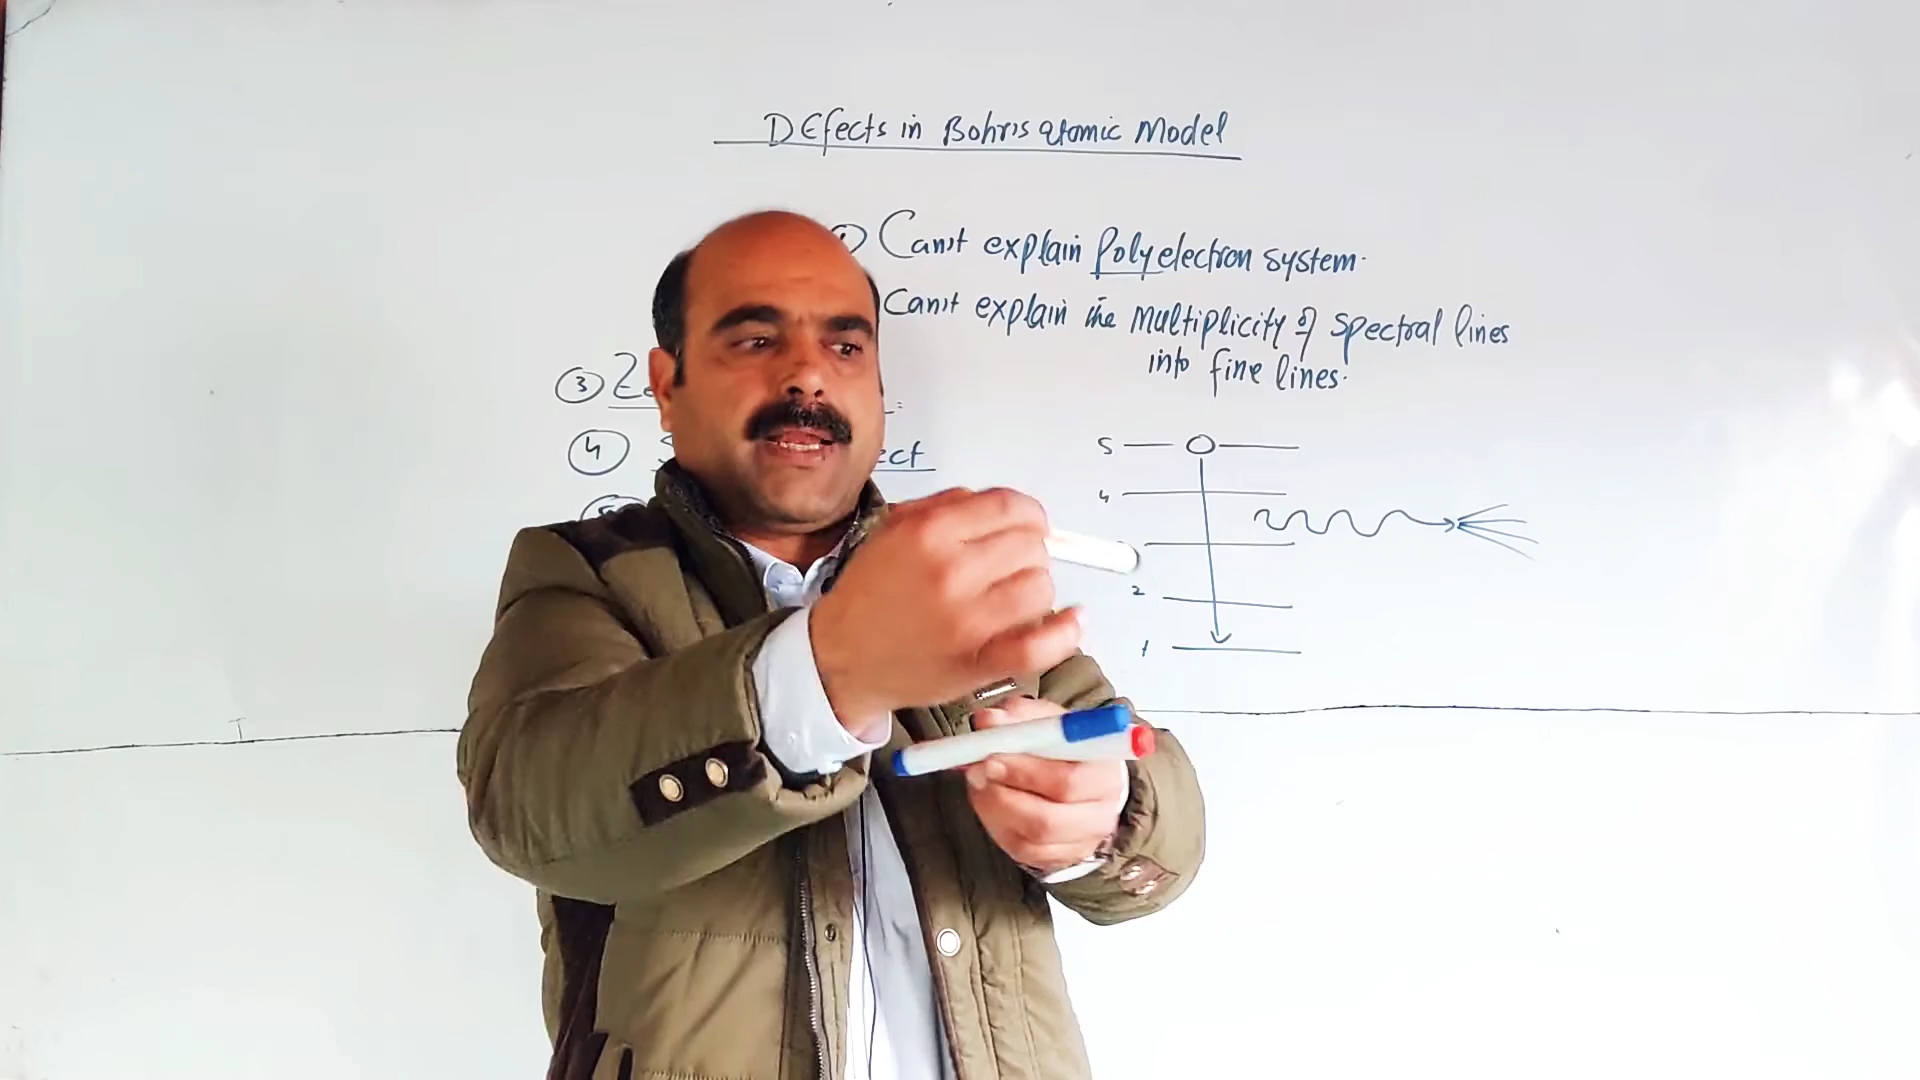 DEfects in Bohr's atomic Model
① Can't explain Polyelectron system.
Can't explain the multiplicity of spectral lines
into fine lines.
③
④
5
4
2
1